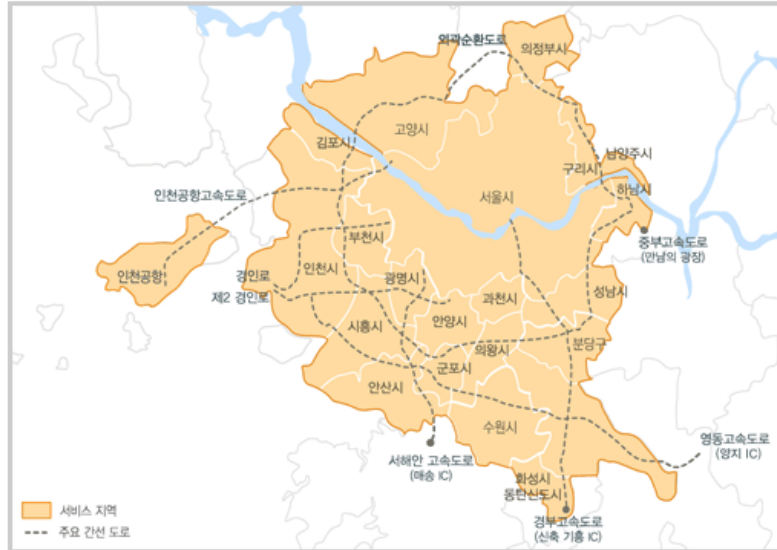 외곽순환도로
의정부시
고양시
김포시
남양주시
구리시
하남시
인천공항고속도로
서울시
중부고속도로
(만남의 광장)
부천시
인천공항
경인로
인천시
광명시
제2 경인로
과천시
성남시
시흥시
안양시
의왕시
분당구
군포시
안산시
수원시
영동고속도로
(양지 IC)
서해안 고속도로
(매송 IC)
화성시
동탄신도시
경부고속도로
(신축 기흥 IC)
서비스 지역
주요 간선 도로